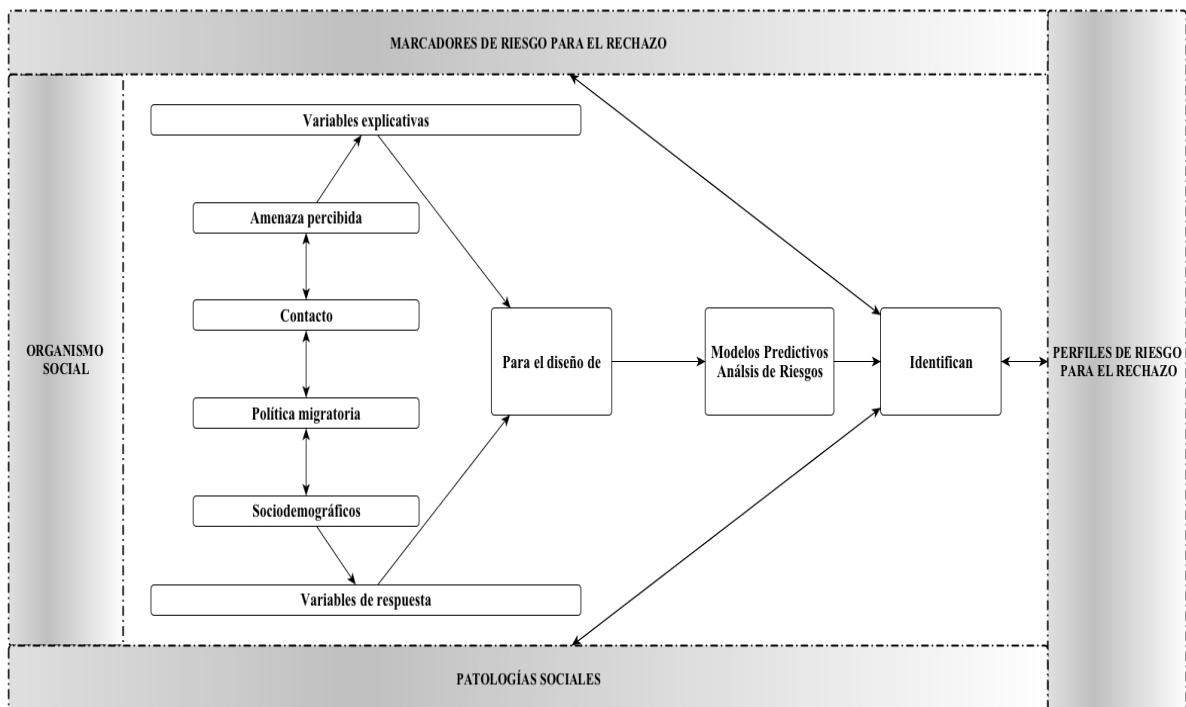 MARCADORES DE RIESGO PARA EL RECHAZO
Variables explicativas
Amenaza percibida
Contacto
ORGANISMO
SOCIAL
Para el diseño de
Modelos Predictivos
Análsis de Riesgos
Identifican
PERFILES DE RIESGO
PARA EL RECHAZO
Política migratoria
Sociodemográficos
Variables de respuesta
PATOLOGÍAS SOCIALES